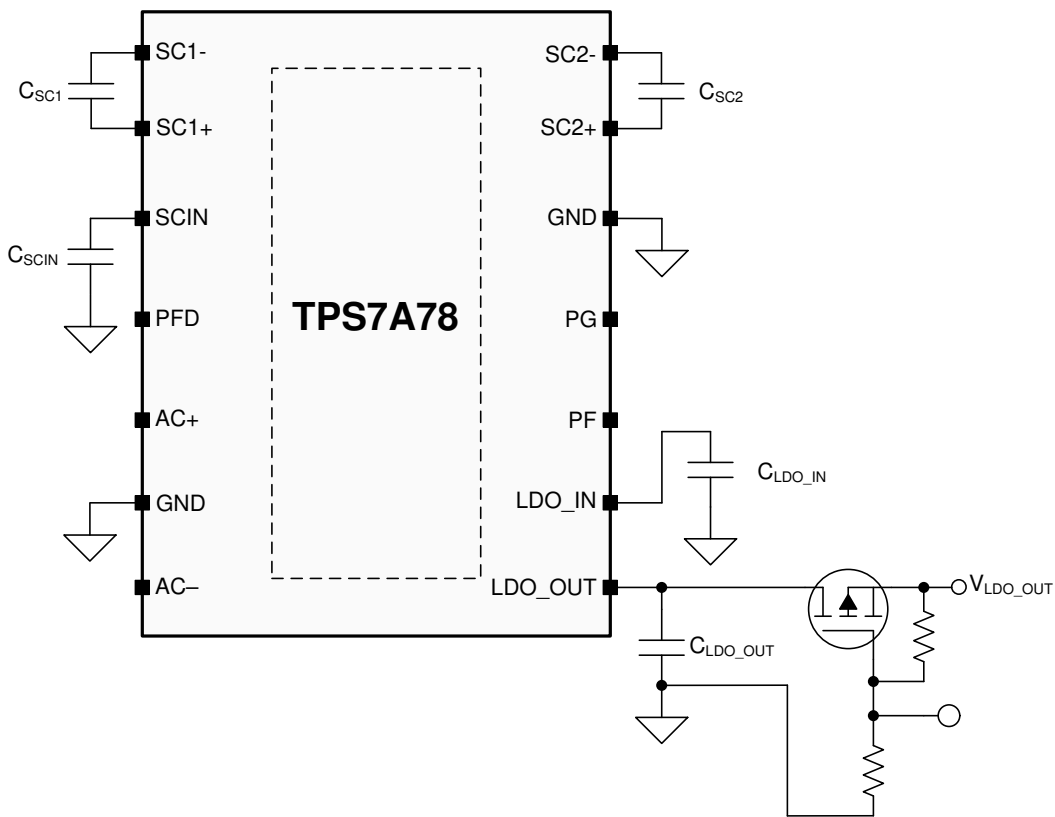 SC1-
SC2-
C_SC1
C_SC2
SC1+
SC2+
SCIN
GND
C_SCIN
PFD
TPS7A78
PG
AC+
PF
C_LDO_IN
GND
LDO_IN
AC–
LDO_OUT
V_LDO_OUT
C_LDO_OUT